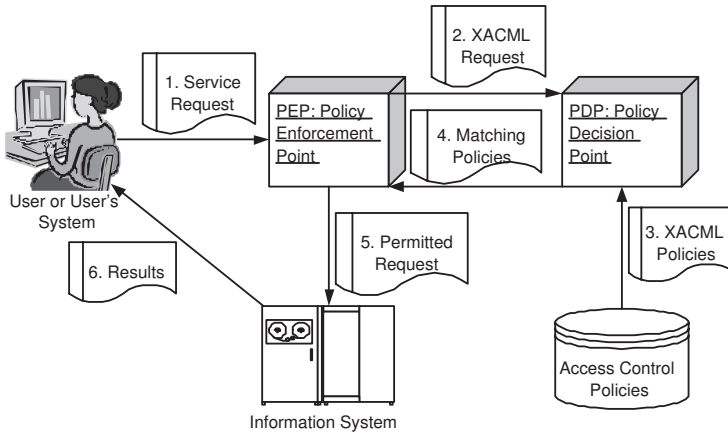 2. XACML
Request
1. Service
Request
PEP: Policy
Enforcement
Point
4. Matching
Policies
PDP: Policy
Decision
Point
User or User's
System
5. Permitted
Request
3. XACML
Policies
6. Results
Access Control
Policies
Information System